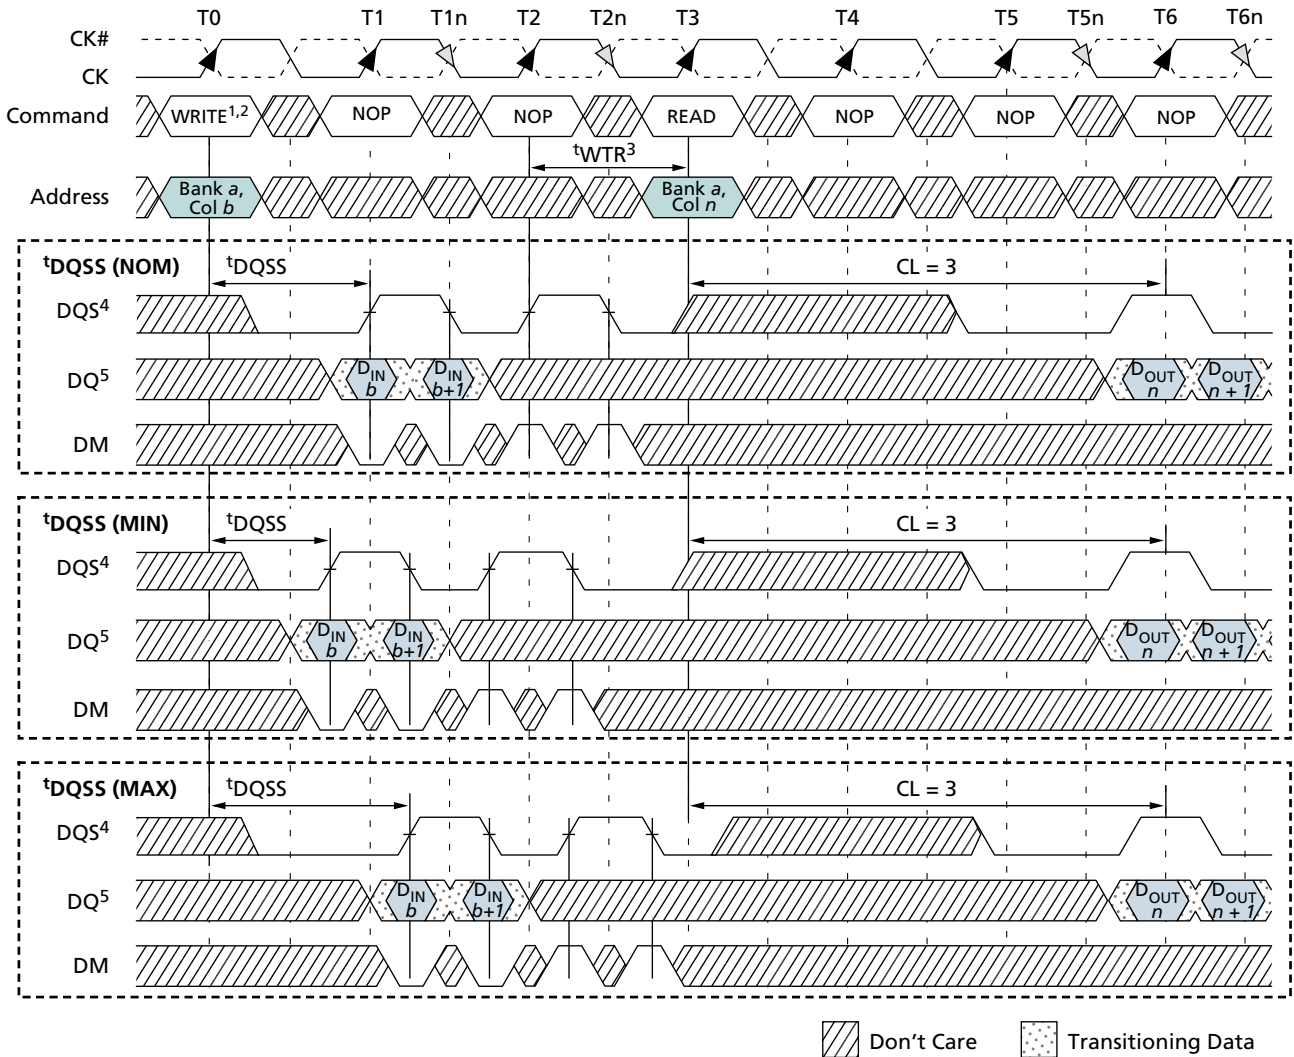 T0 T1 T1n T2 T2n T3 T4 T5 T5n T6 T6n
CK#
CK
Command WRITE1,2 NOP NOP READ NOP NOP NOP
tWTR3
Address Bank a, Col b Bank a, Col n
tDQSS (NOM) tDQSS CL = 3
DQS4
DQ5 DIN b DIN b+1 DOUT n DOUT n + 1
DM
tDQSS (MIN) tDQSS CL = 3
DQS4
DQ5 DIN b DIN b+1 DOUT n DOUT n + 1
DM
tDQSS (MAX) tDQSS CL = 3
DQS4
DQ5 DIN b DIN b+1 DOUT n DOUT n + 1
DM
Don't Care Transitioning Data